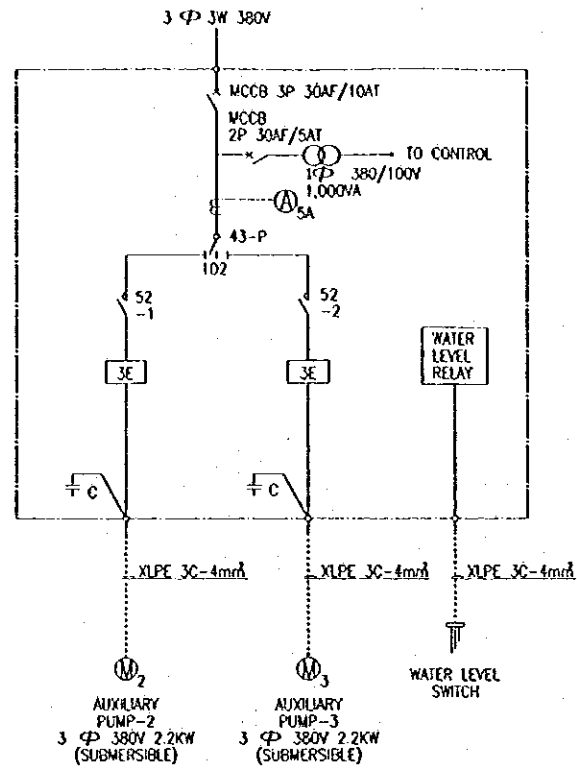 3 Φ 3W 380V
MCCB 3P 30AF/10AT
MCCB
2P 30AF/5AT
TO CONTROL
1Φ 380/100V
1,000VA
A
5A
43-P
102
52
-1
52
-2
3E
3E
WATER
LEVEL
RELAY
C
C
XLPE 3C-4mm²
XLPE 3C-4mm²
XLPE 3C-4mm²
M 2
M 3
WATER LEVEL
SWITCH
AUXILIARY
PUMP-2
3 Φ 380V 2.2KW
(SUBMERSIBLE)
AUXILIARY
PUMP-3
3 Φ 380V 2.2KW
(SUBMERSIBLE)